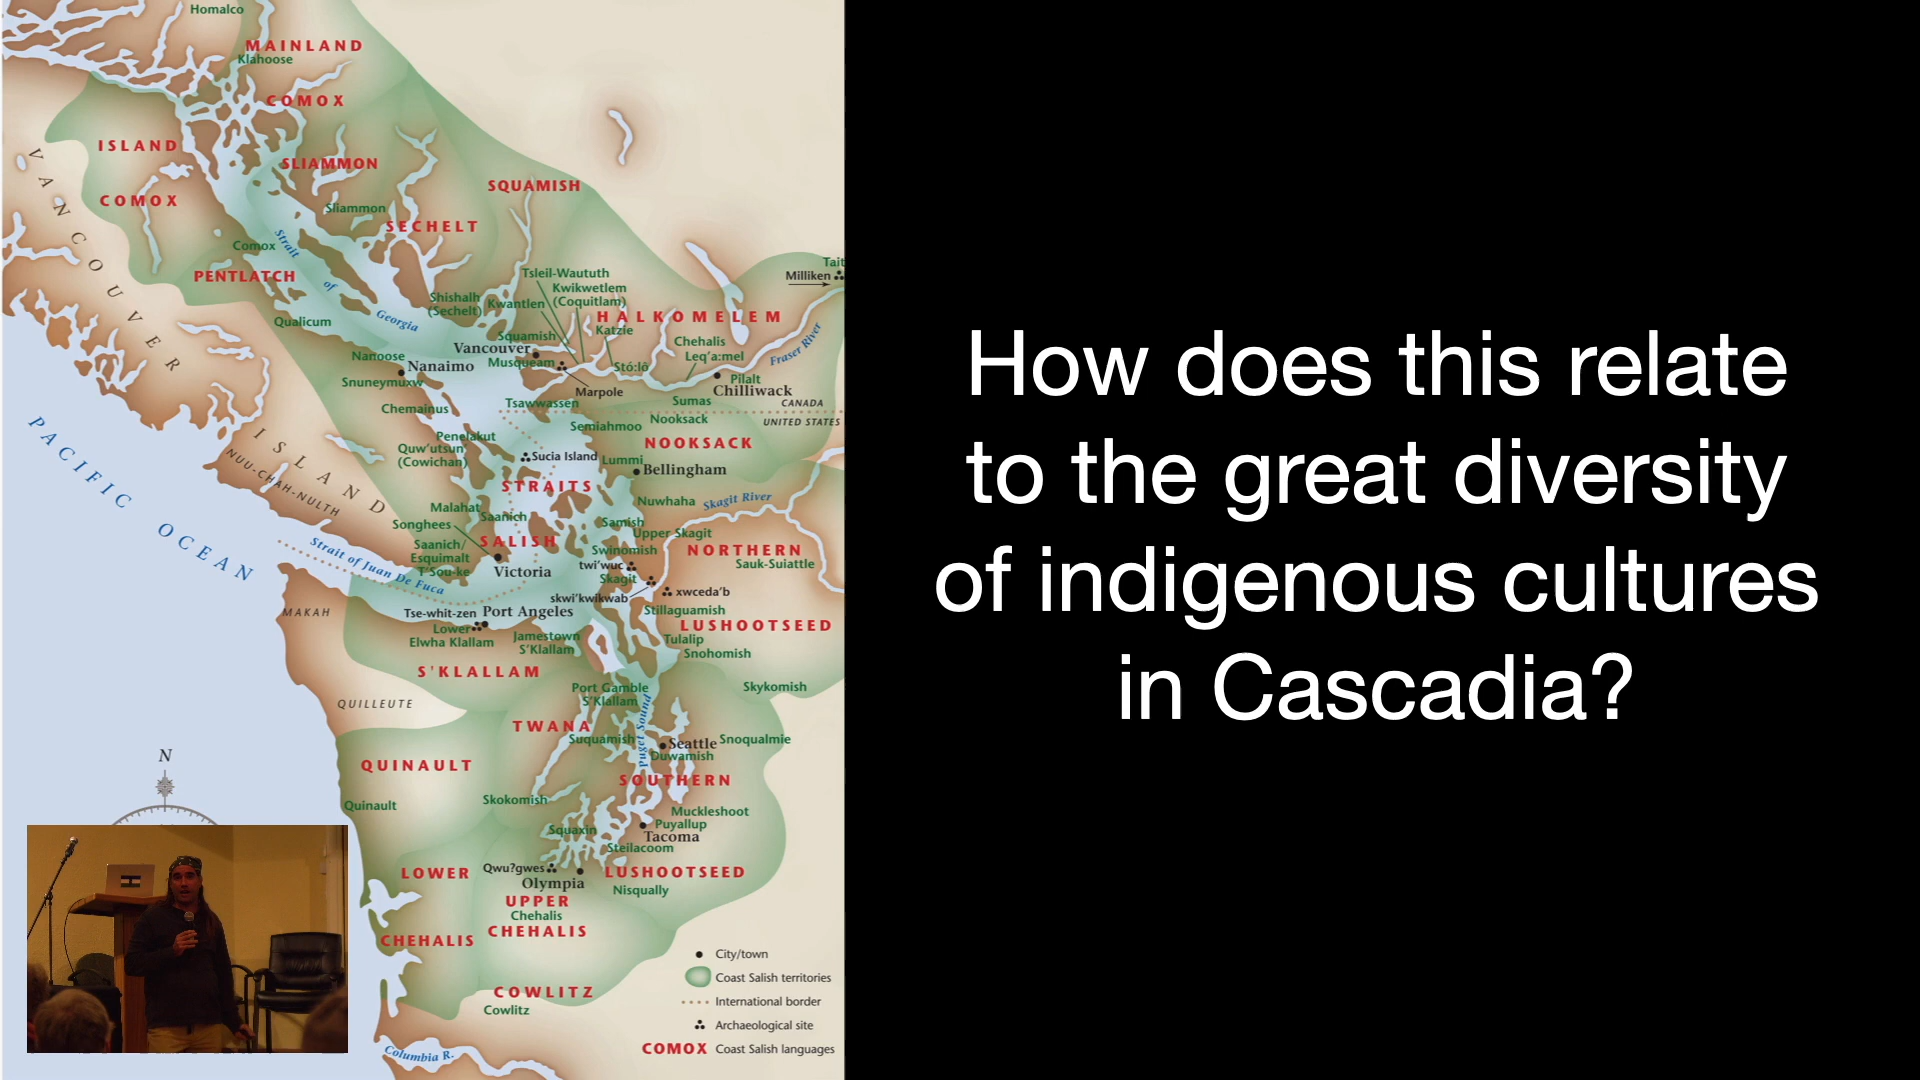 Homalco
MAINLAND
Klahoose
COMOX
ISLAND
COMOX
SLIAMMON
SQUAMISH
Sliammon
SECHELT
VANCOUVER
Comox
Strait
of
Georgia
PENTLATCH
Tsleil-Waututh
Kwikwetlem
(Coquitlam)
Tait
Milliken
Shishalh
(Sechelt)
Kwantlen
HALKOMELEM
Qualicum
Squamish
Katzie
Fraser River
Vancouver
Chehalis
Nanoose
Musqueam
Leq'a:mel
Nanaimo
Stó:lō
Snuneymuxw
Pilalt
Marpole
Chilliwack
Chemainus
Tsawwassen
Sumas
CANADA
UNITED STATES
Semiahmoo
Nooksack
Penelakut
NOOKSACK
Quw'utsun'
(Cowichan)
Sucia Island
Lummi
Bellingham
PACIFIC OCEAN
ISLAND
NUU-CHAH-NULTH
STRAITS
Nuwhaha
Skagit River
Malahat
Saanich
Songhees
Samish
Upper Skagit
SALISH
Saanich/
Esquimalt
T'Sou-ke
Swinomish
NORTHERN
Sauk-Suiattle
Strait of Juan De Fuca
Victoria
twi'wuc
Skagit
skwi'kwikwab
xwceda'b
MAKAH
Tse-whit-zen
Port Angeles
Stillaguamish
Lower
Elwha Klallam
Jamestown
S'Klallam
LUSHOOTSEED
Tulalip
Snohomish
S'KLALLAM
Port Gamble
S'Klallam
Skykomish
QUILLEUTE
TWANA
Puget Sound
Suquamish
Seattle
Snoqualmie
Duwamish
N
QUINAULT
SOUTHERN
Quinault
Skokomish
Muckleshoot
Squaxin
Puyallup
Tacoma
Steilacoom
LOWER
Qwu?gwes
Olympia
LUSHOOTSEED
Nisqually
UPPER
Chehalis
CHEHALIS
CHEHALIS
COWLITZ
Cowlitz
Columbia R.
City/town
Coast Salish territories
International border
Archaeological site
COMOX Coast Salish languages
How does this relate
to the great diversity
of indigenous cultures
in Cascadia?